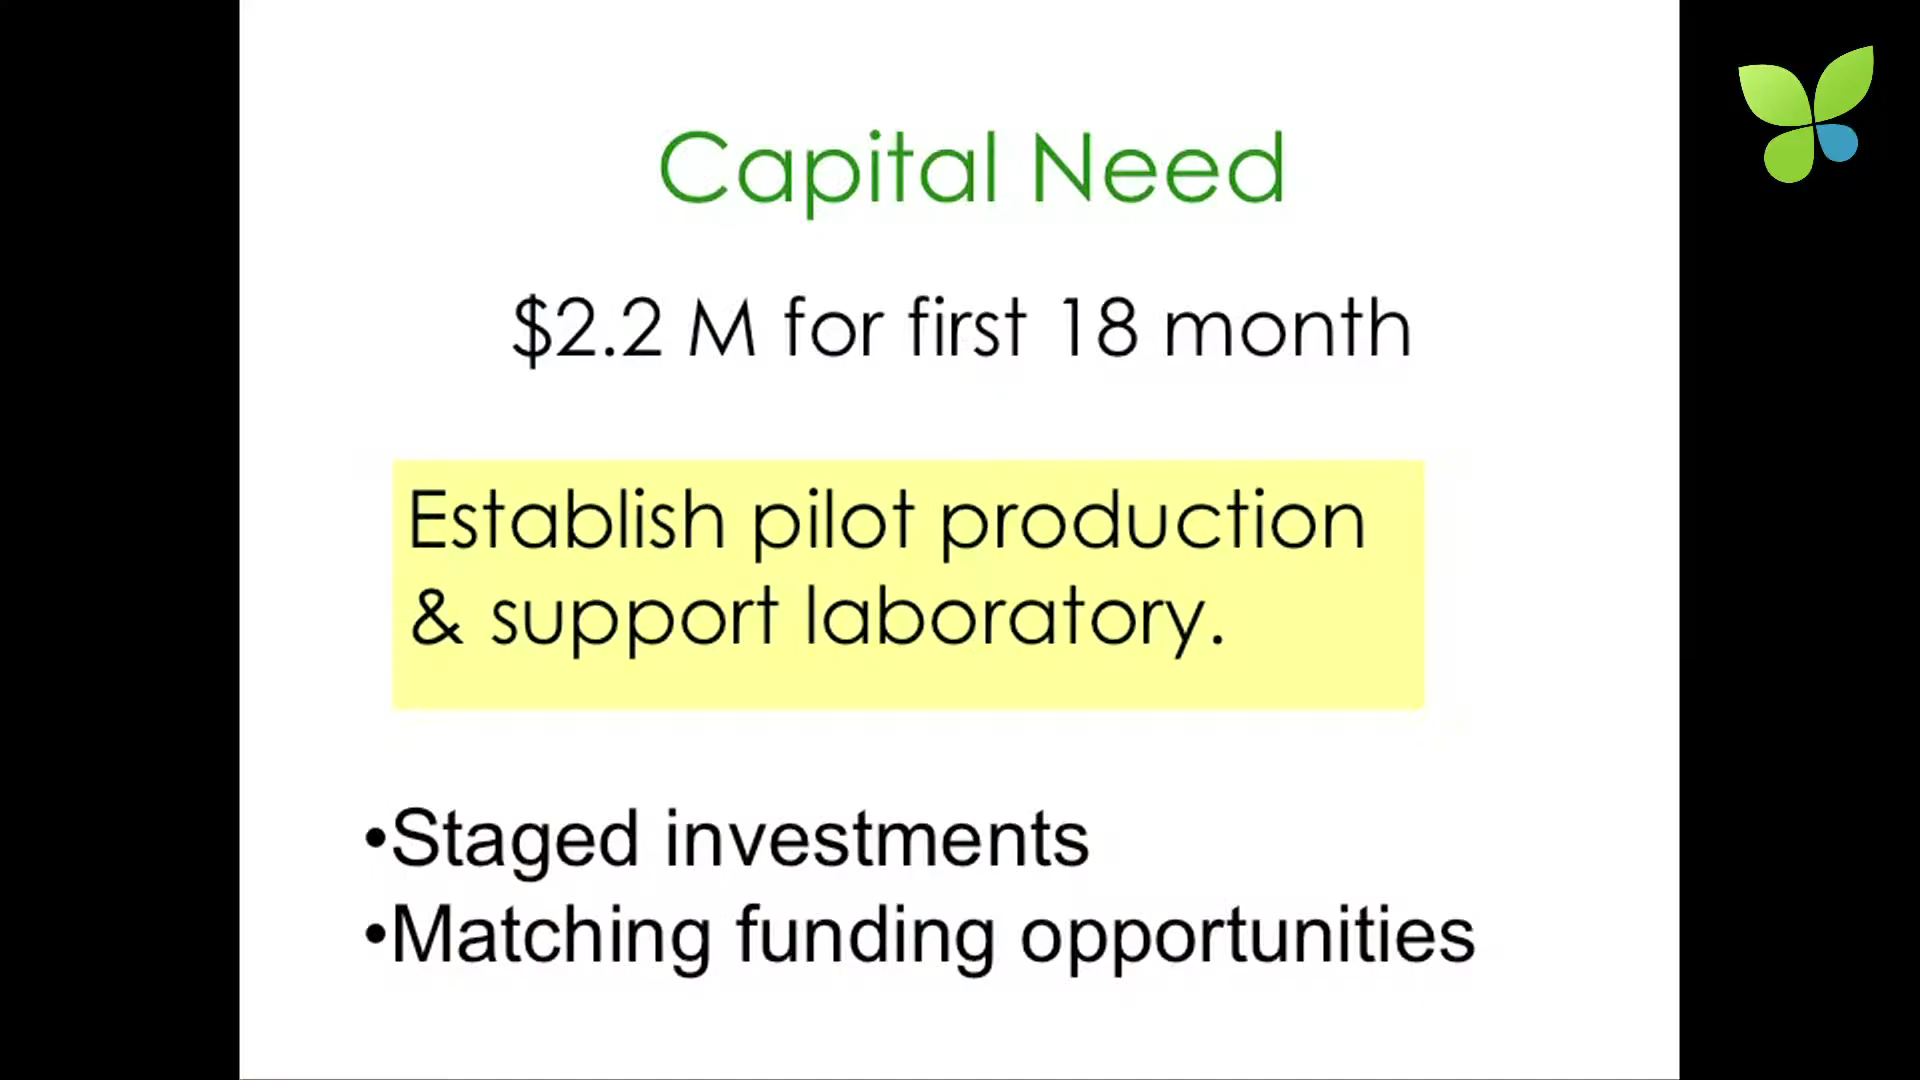 Capital Need
$2.2 M for first 18 month
Establish pilot production
& support laboratory.
•Staged investments
•Matching funding opportunities